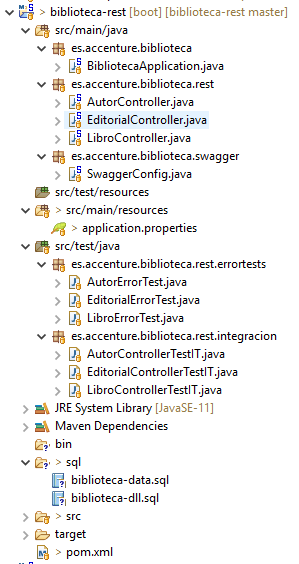 > biblioteca-rest [boot] [biblioteca-rest master]
src/main/java
es.accenture.biblioteca
BibliotecaApplication.java
es.accenture.biblioteca.rest
AutorController.java
EditorialController.java
LibroController.java
es.accenture.biblioteca.swagger
SwaggerConfig.java
src/test/resources
> src/main/resources
> application.properties
src/test/java
es.accenture.biblioteca.rest.errortests
AutorErrorTest.java
EditorialErrorTest.java
LibroErrorTest.java
es.accenture.biblioteca.rest.integracion
AutorControllerTestIT.java
EditorialControllerTestIT.java
LibroControllerTestIT.java
JRE System Library [JavaSE-11]
Maven Dependencies
bin
> sql
biblioteca-data.sql
biblioteca-dll.sql
> src
target
> pom.xml